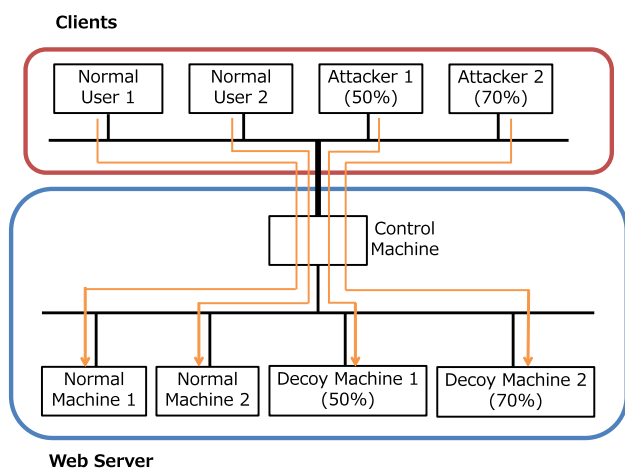 Clients
Normal
User 1
Normal
User 2
Attacker 1
(50%)
Attacker 2
(70%)
Control
Machine
Normal
Machine 1
Normal
Machine 2
Decoy Machine 1
(50%)
Decoy Machine 2
(70%)
Web Server